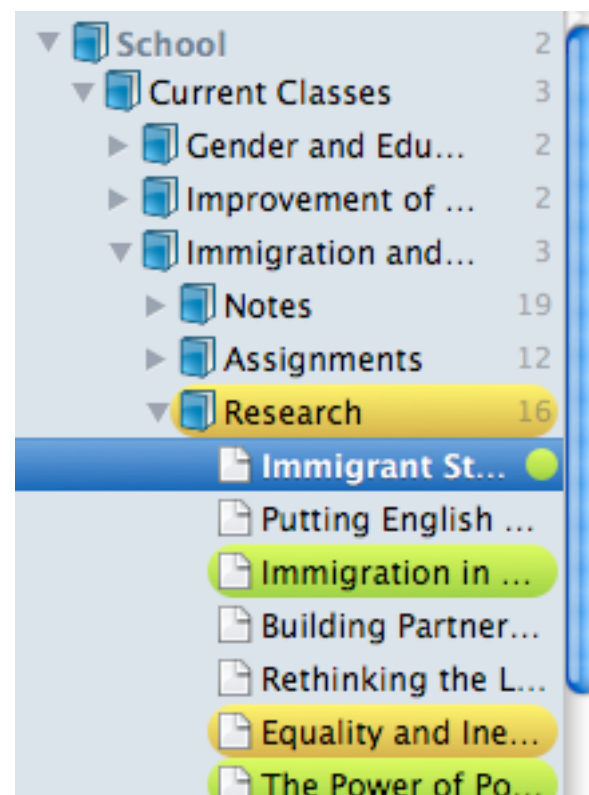 School 2
Current Classes 3
Gender and Edu... 2
Improvement of ... 2
Immigration and... 3
Notes 19
Assignments 12
Research 16
Immigrant St...
Putting English ...
Immigration in ...
Building Partner...
Rethinking the L...
Equality and Ine...
The Power of Po...